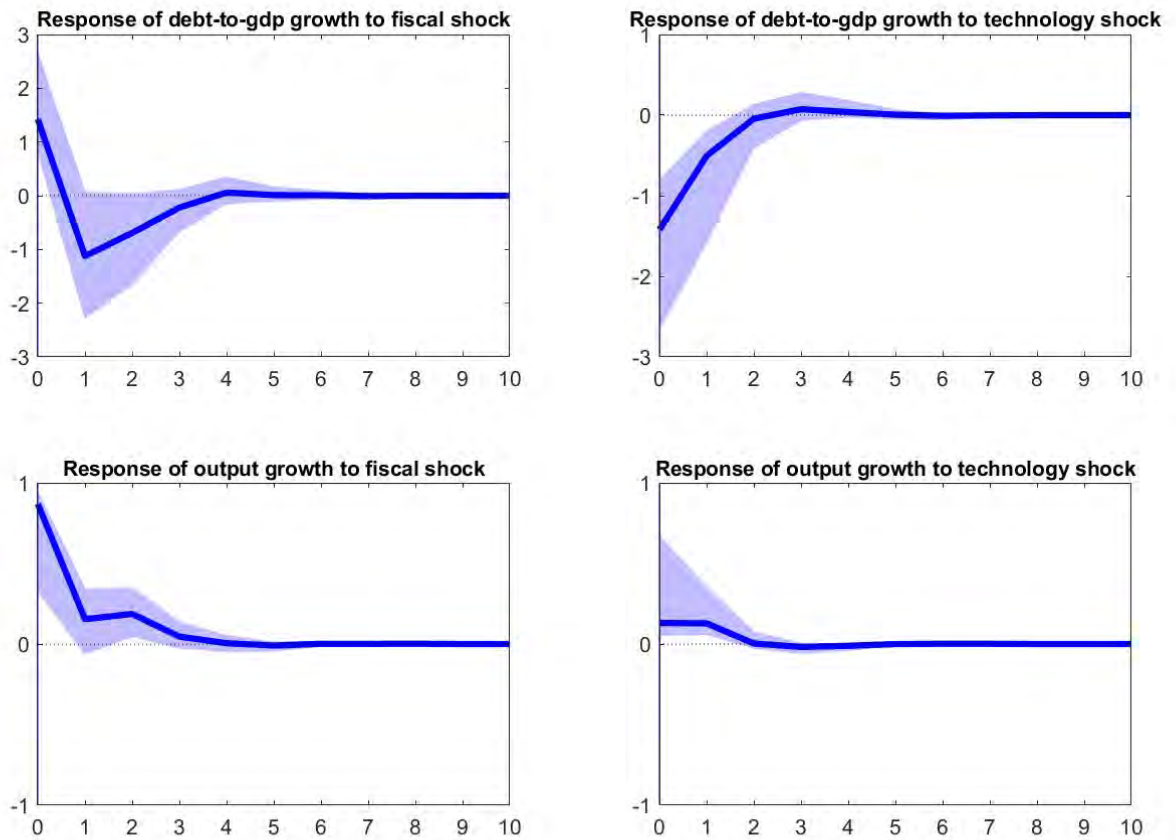 Response of debt-to-gdp growth to fiscal shock
3
2
1
0
-1
-2
-3
0 1 2 3 4 5 6 7 8 9 10
Response of debt-to-gdp growth to technology shock
1
0
-1
-2
-3
0 1 2 3 4 5 6 7 8 9 10
Response of output growth to fiscal shock
1
0
-1
0 1 2 3 4 5 6 7 8 9 10
Response of output growth to technology shock
1
0
-1
0 1 2 3 4 5 6 7 8 9 10